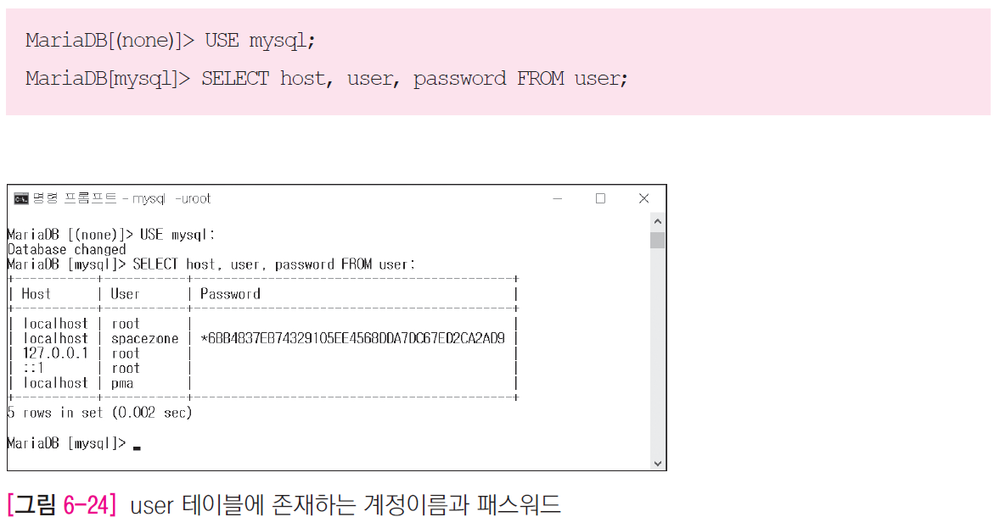 MariaDB[(none)]> USE mysql;
MariaDB[mysql]> SELECT host, user, password FROM user;
명령 프롬프트 - mysql -uroot
MariaDB [(none)]> USE mysql;
Database changed
MariaDB [mysql]> SELECT host, user, password FROM user;
+-----------+-----------+-------------------------------------------+
| Host | User | Password |
+-----------+-----------+-------------------------------------------+
| localhost | root | |
| localhost | spacezone | *6BB4837EB74329105EE4568DDA7DC67ED2CA2AD9 |
| 127.0.0.1 | root | |
| ::1 | root | |
| localhost | pma | |
+-----------+-----------+-------------------------------------------+
5 rows in set (0.002 sec)
MariaDB [mysql]> _
[그림 6-24] user 테이블에 존재하는 계정이름과 패스워드